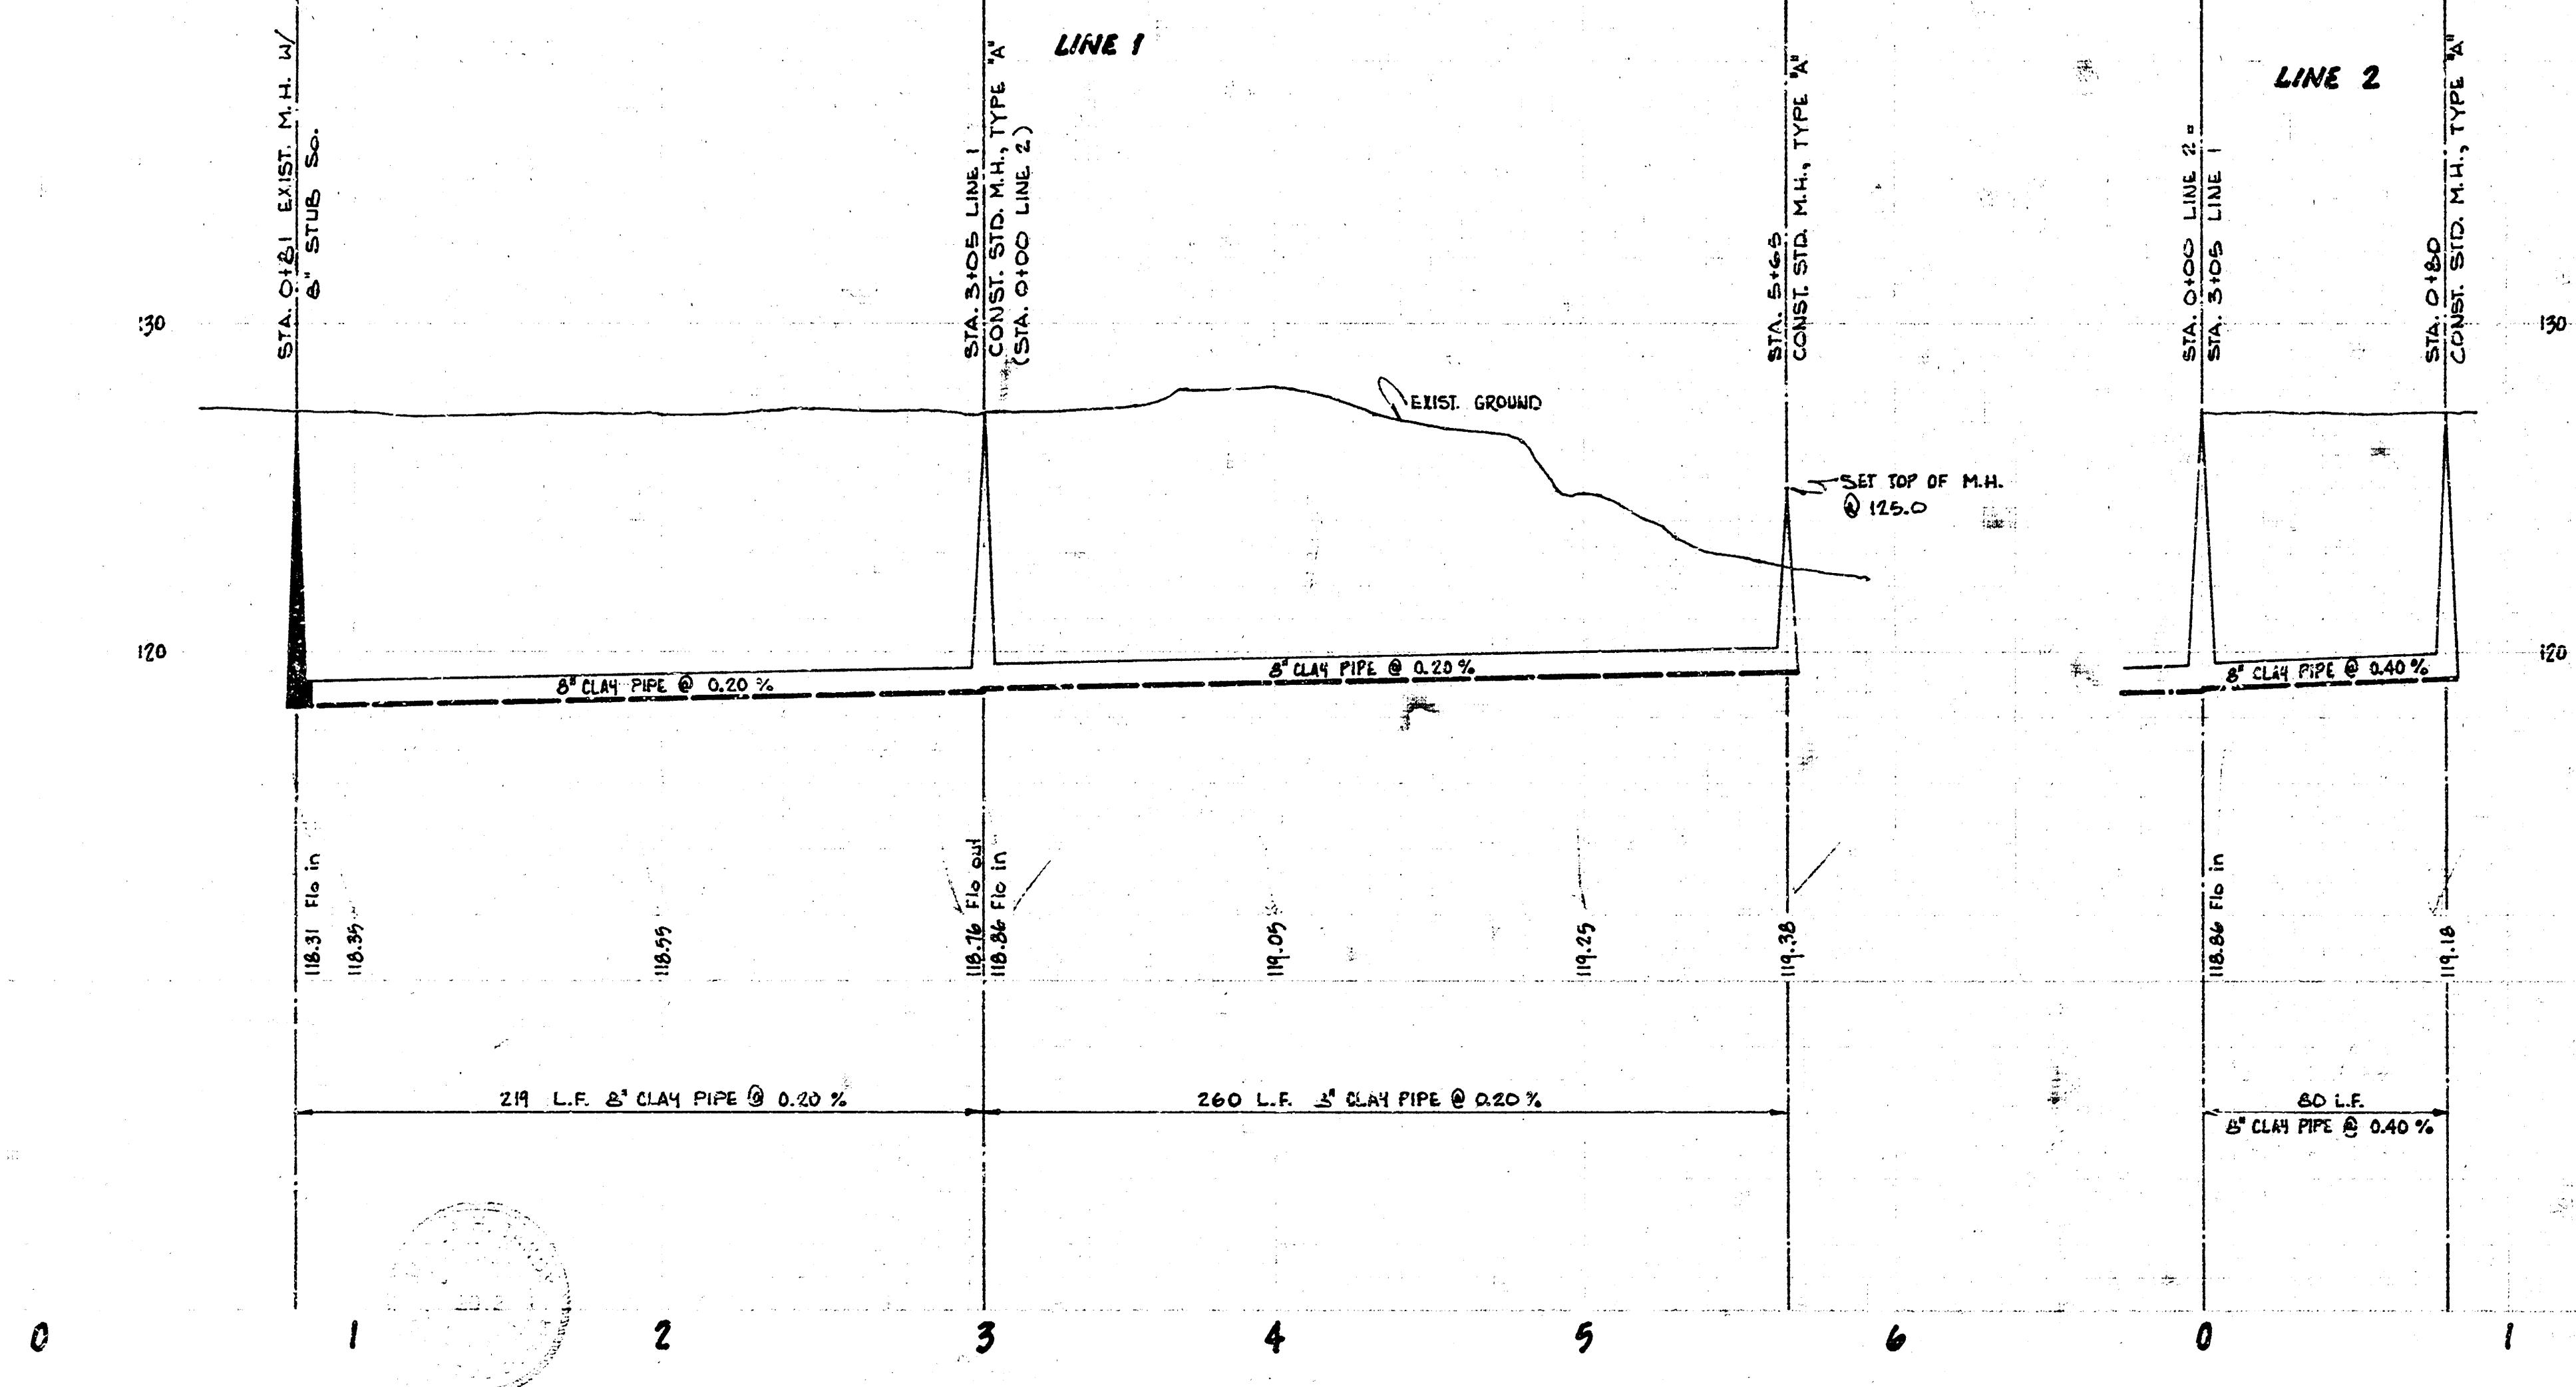 LINE 1
LINE 2
STA. 0+81 EXIST. M.H. W/
8" STUB SO.
STA. 3+05 LINE 1
CONST. STD. M.H., TYPE "A"
(STA. 0+00 LINE 2)
STA. 5+65
CONST. STD. M.H., TYPE "A"
STA. 0+00 LINE 2 =
STA. 3+05 LINE 1
STA. 0+80
CONST. STD. M.H., TYPE "A"
130
130
EXIST. GROUND
SET TOP OF M.H.
@ 125.0
120
120
8" CLAY PIPE @ 0.20 %
8" CLAY PIPE @ 0.20 %
8" CLAY PIPE @ 0.40 %
118.31 Flo in
118.35
118.55
118.76 Flo out
118.86 Flo in
119.05
119.25
119.38
118.86 Flo in
119.18
219 L.F. 8" CLAY PIPE @ 0.20 %
260 L.F. 8" CLAY PIPE @ 0.20 %
80 L.F.
8" CLAY PIPE @ 0.40 %
0 1 2 3 4 5 6 0 1